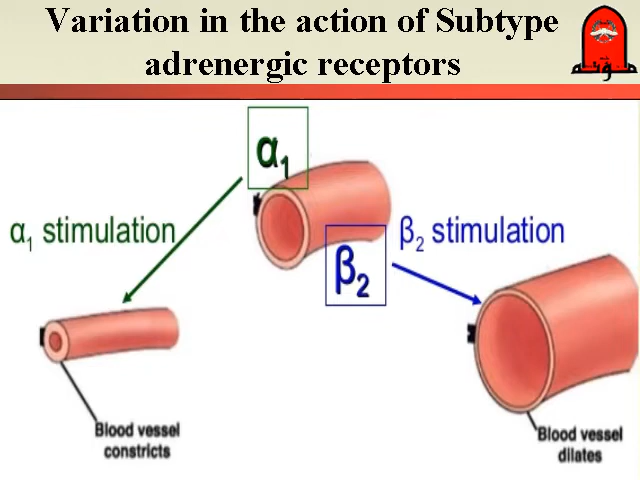 Variation in the action of Subtype
adrenergic receptors
α1
α1 stimulation
β2 stimulation
β2
Blood vessel
constricts
Blood vessel
dilates